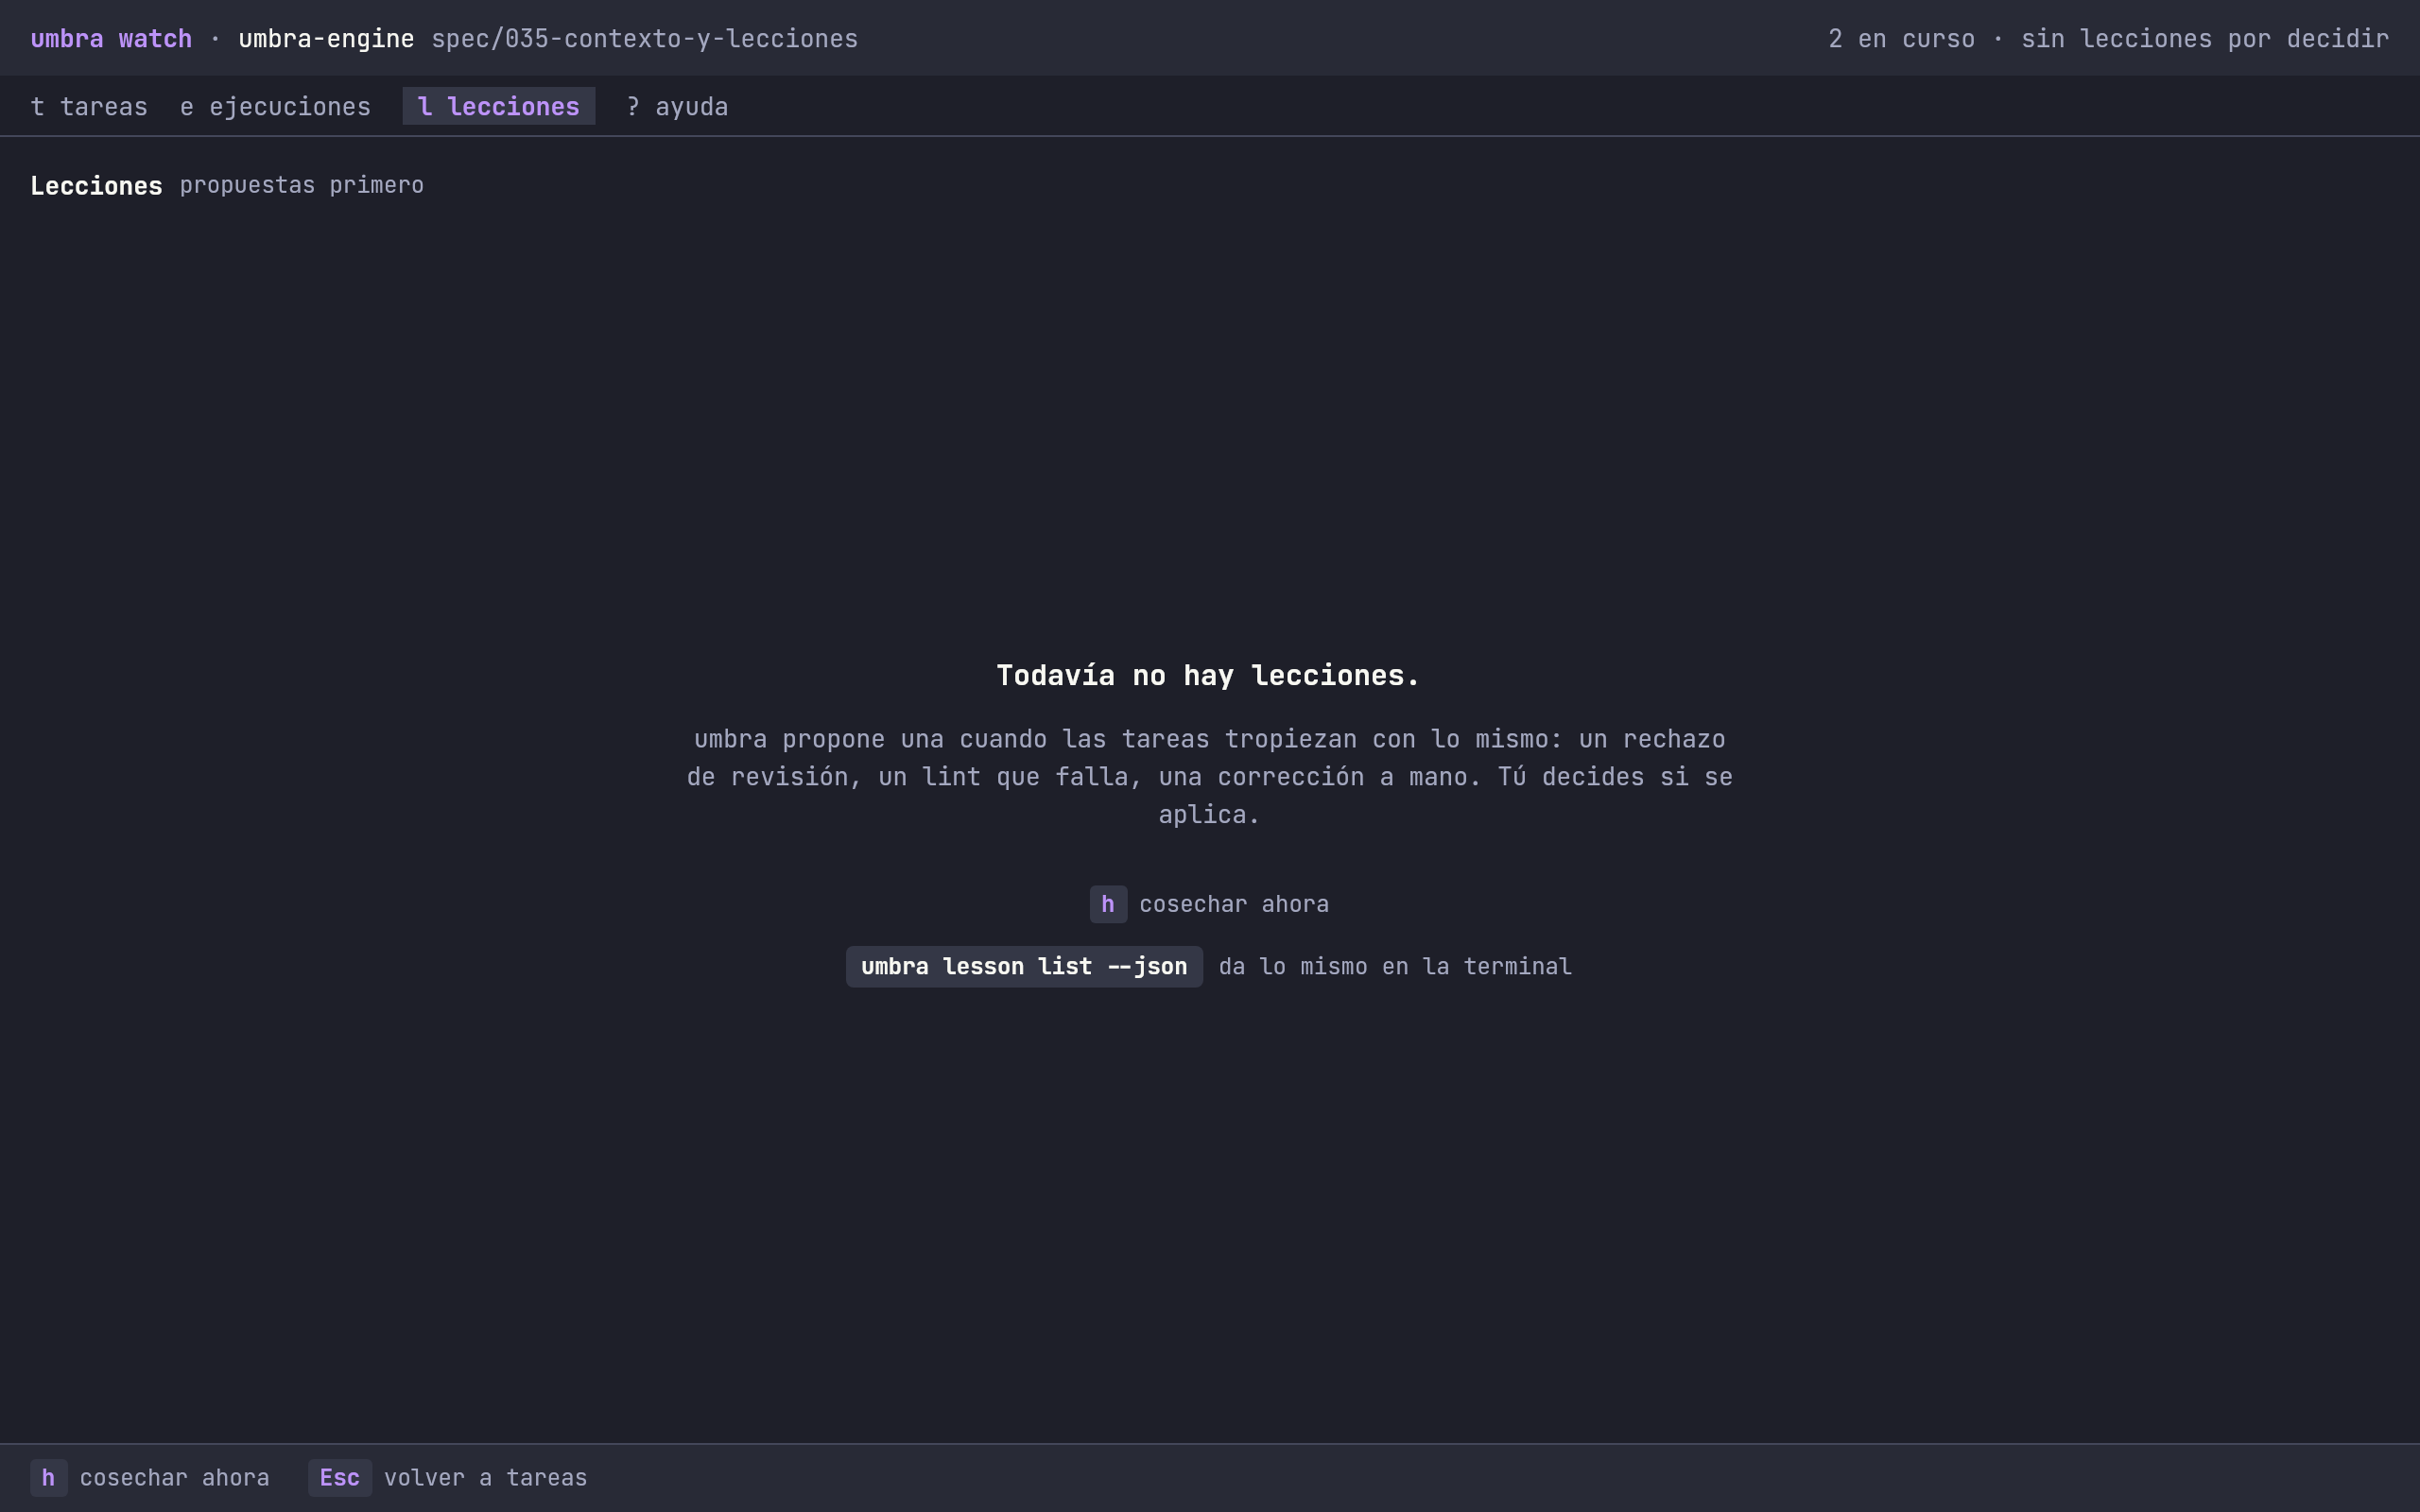 umbra watch · umbra-engine spec/035-contexto-y-lecciones 2 en curso · sin lecciones por decidir
t tareas e ejecuciones l lecciones ? ayuda
Lecciones propuestas primero
Todavía no hay lecciones.
umbra propone una cuando las tareas tropiezan con lo mismo: un rechazo
de revisión, un lint que falla, una corrección a mano. Tú decides si se
aplica.
h cosechar ahora
umbra lesson list --json da lo mismo en la terminal
h cosechar ahora Esc volver a tareas